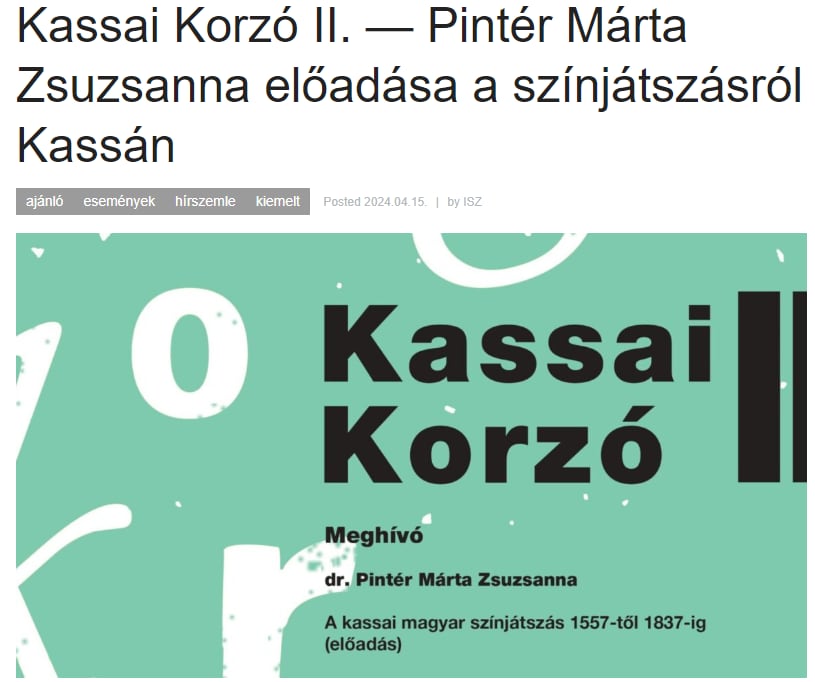 Kassai Korzó II. — Pintér Márta
Zsuzsanna előadása a színjátszásról
Kassán
ajánló események hírszemle kiemelt Posted 2024.04.15. | by ISZ
Kassai II
Korzó
Meghívó
dr. Pintér Márta Zsuzsanna
A kassai magyar színjátszás 1557-től 1837-ig
(előadás)